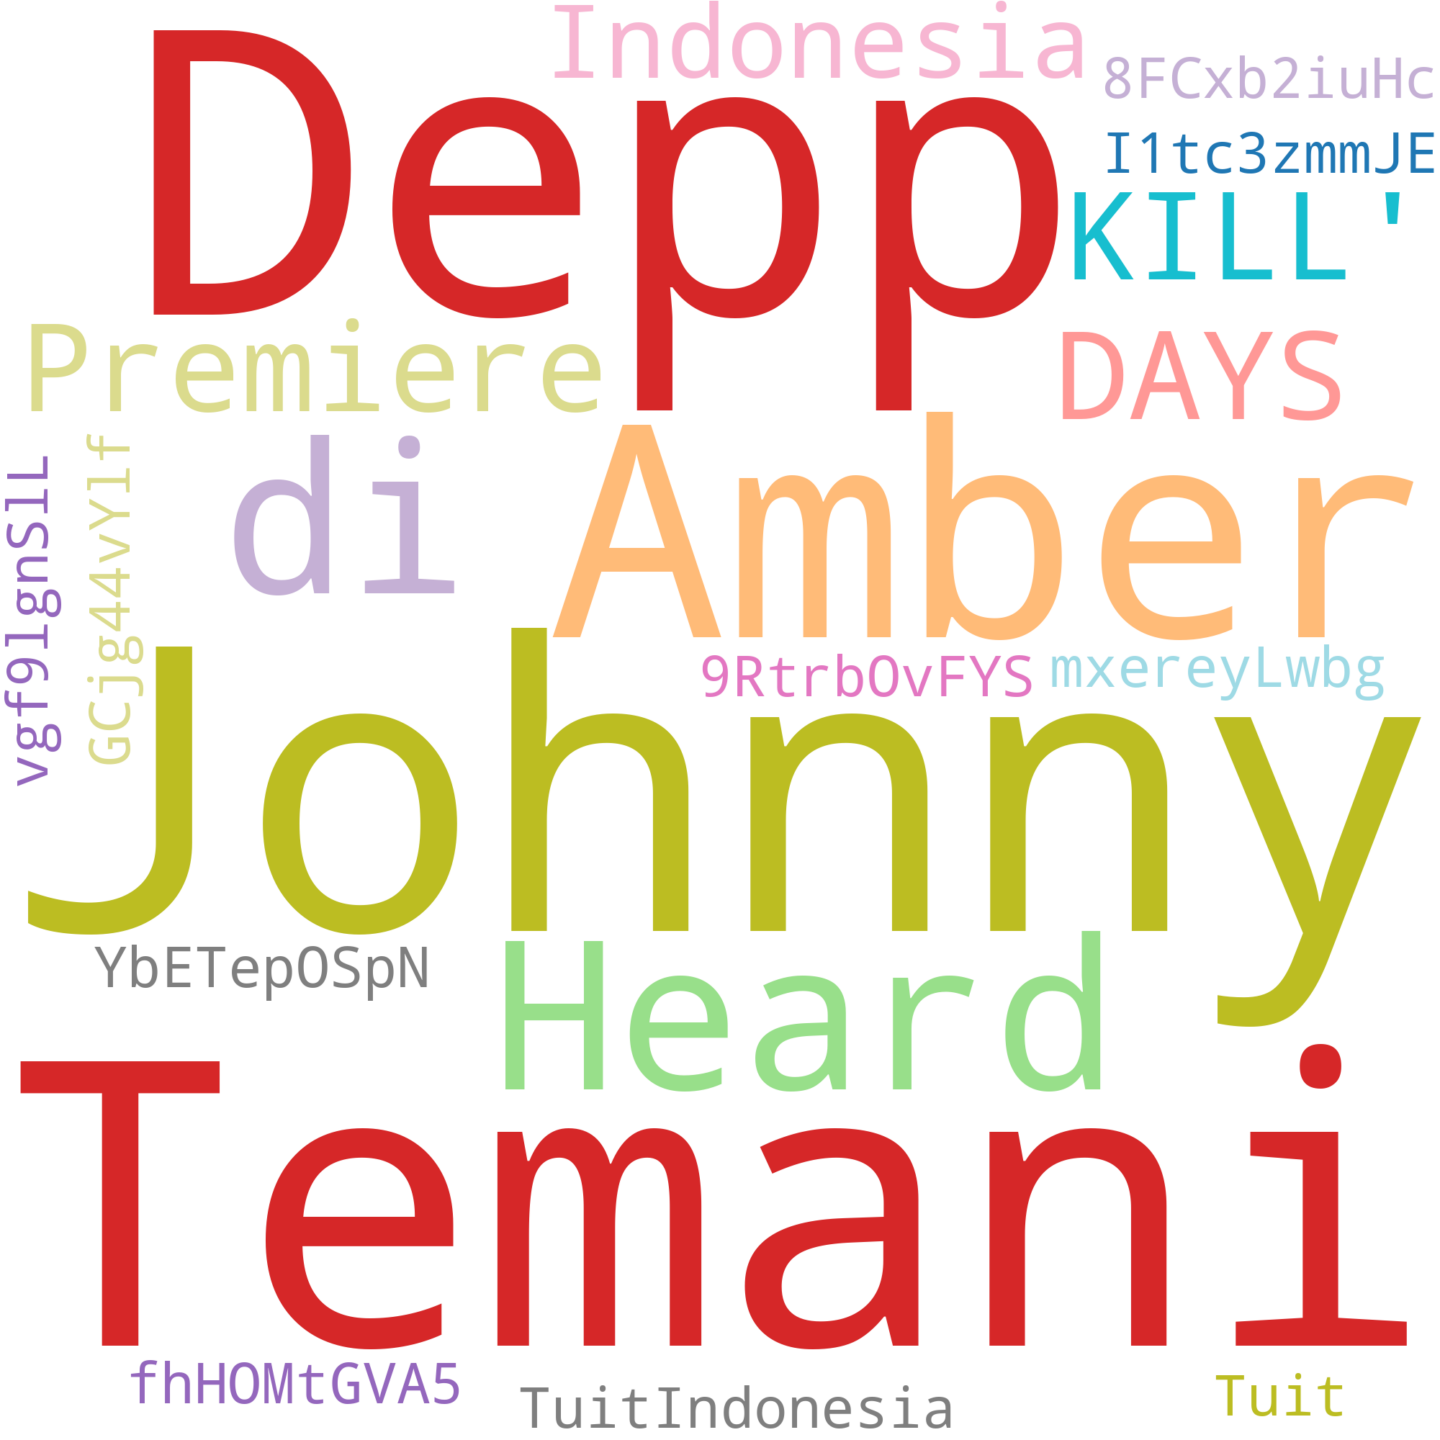 Indonesia
Depp
8FCxb2iuHc
I1tc3zmmJE
KILL'
Premiere
DAYS
di
Amber
vgf9lgnSlL
GCjg44vYlf
9RtrbOvFYS
mxereyLwbg
Johnny
YbETepOSpN
Heard
Temani
fhHOMtGVA5
TuitIndonesia
Tuit